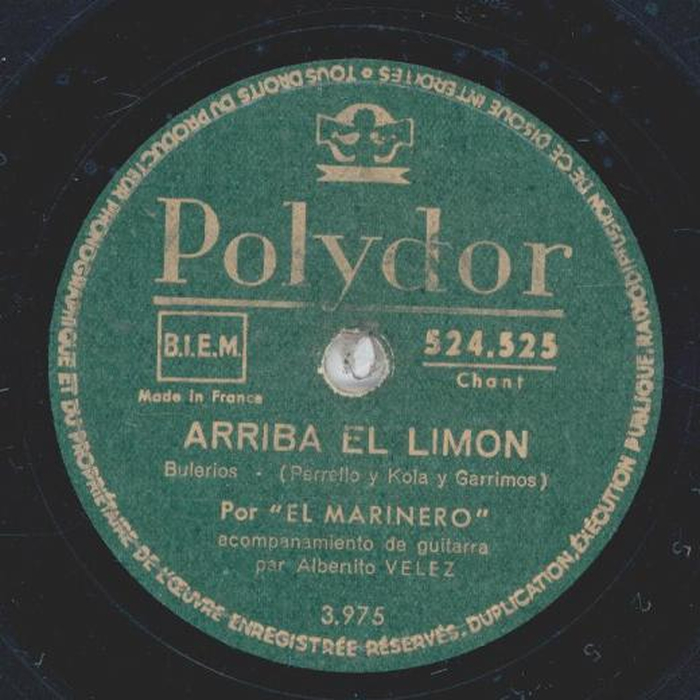 TOUS DROITS DU PRODUCTEUR PHONOGRAPHIQUE ET DU PROPRIÉTAIRE DE L'ŒUVRE ENREGISTRÉE RÉSERVÉS. DUPLICATION, EXÉCUTION PUBLIQUE, RADIODIFFUSION DE CE DISQUE INTERDITES
Polydor
B.I.E.M.
524.525
Chant
Made in France
ARRIBA EL LIMON
Bulerios - (Perrello y Kola y Garrimos)
Por "EL MARINERO"
acompanamiento de guitarra
par Albenito VELEZ
3.975